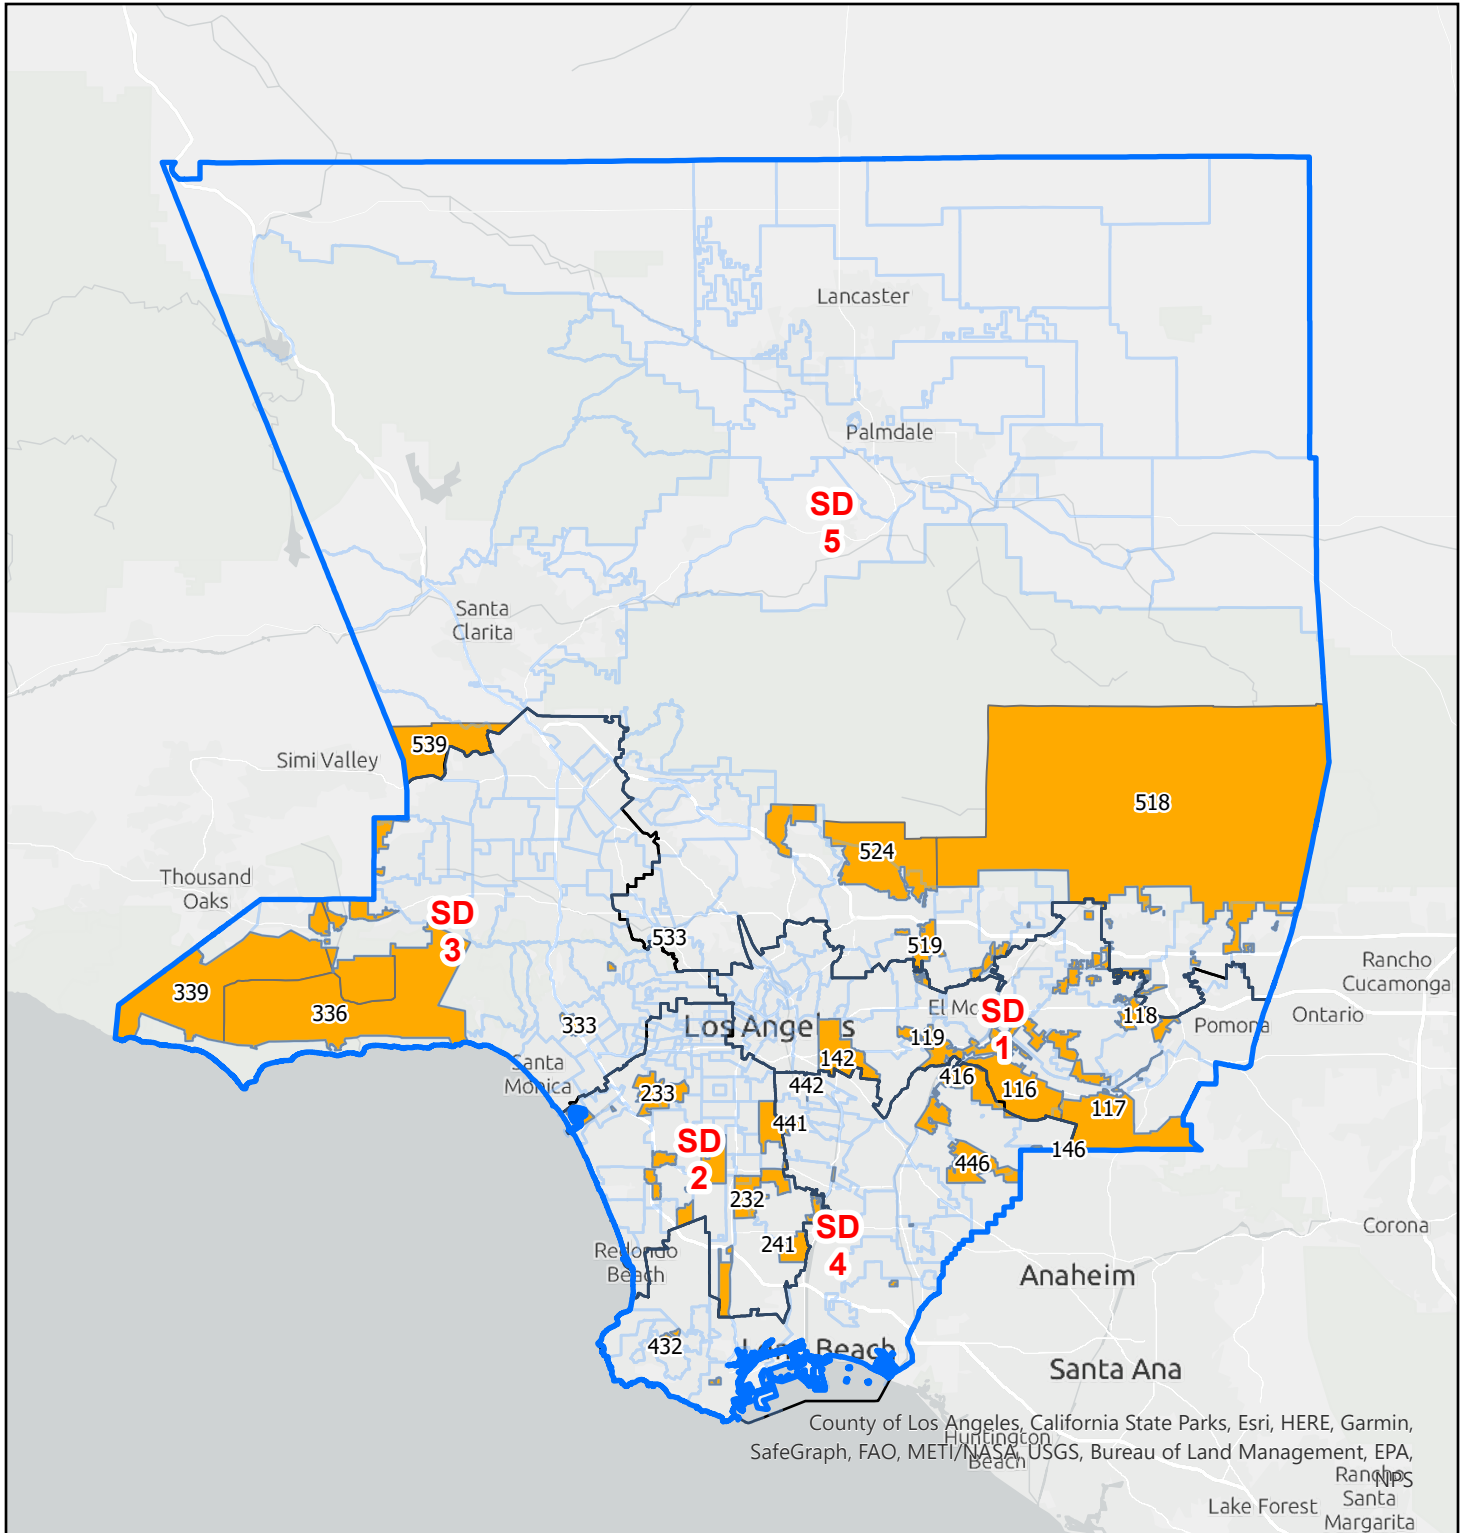 Lancaster
Palmdale
SD
5
Santa
Clarita
539
Simi Valley
518
524
Thousand
Oaks
SD
3
533
519
Rancho
Cucamonga
339
336
333
Los Angeles
El Mo
SD
1
118
Pomona
Ontario
119
142
Santa
Monica
233
442
416
116
117
441
SD
2
146
446
232
SD
4
Corona
241
Redondo
Beach
Anaheim
432
Long Beach
Santa Ana
County of Los Angeles, California State Parks, Esri, HERE, Garmin,
SafeGraph, FAO, METI/NASA, USGS, Bureau of Land Management, EPA,
NPS
Huntington
Beach
Rancho
Santa
Margarita
Lake Forest